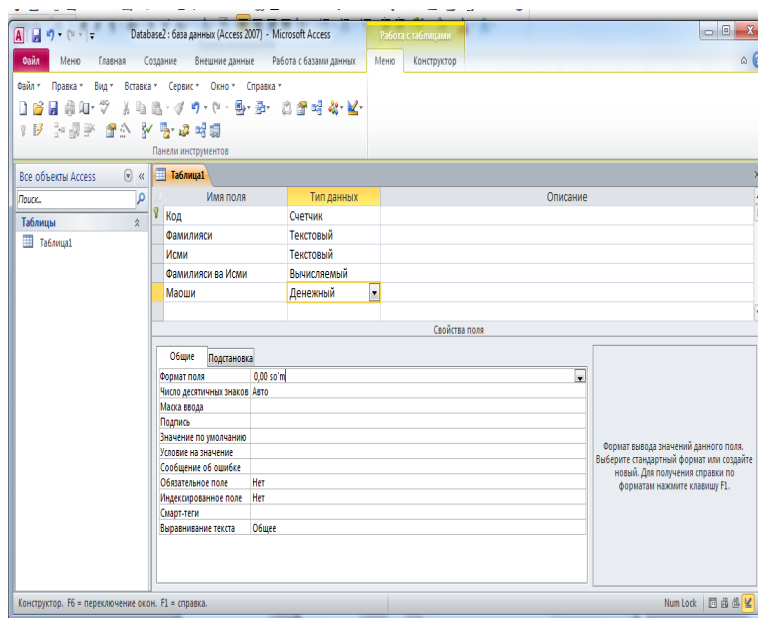 Database2 : база данных (Access 2007) - Microsoft Access
Работа с таблицами
Файл Меню Главная Создание Внешние данные Работа с базами данных Меню Конструктор
Файл Правка Вид Вставка Сервис Окно Справка
Панели инструментов
Все объекты Access
Поиск...
Таблицы
Таблица1
Таблица1
Имя поля Тип данных Описание
Код Счетчик
Фамилияси Текстовый
Исми Текстовый
Фамилияси ва Исми Вычисляемый
Маоши Денежный
Свойства поля
Общие Подстановка
Формат поля 0,00 so'm
Число десятичных знаков Авто
Маска ввода
Подпись
Значение по умолчанию
Условие на значение
Сообщение об ошибке
Обязательное поле Нет
Индексированное поле Нет
Смарт-теги
Выравнивание текста Общее
Формат вывода значений данного поля.
Выберите стандартный формат или создайте
новый. Для получения справки по
форматам нажмите клавишу F1.
Конструктор. F6 = переключение окон. F1 = справка.
Num Lock